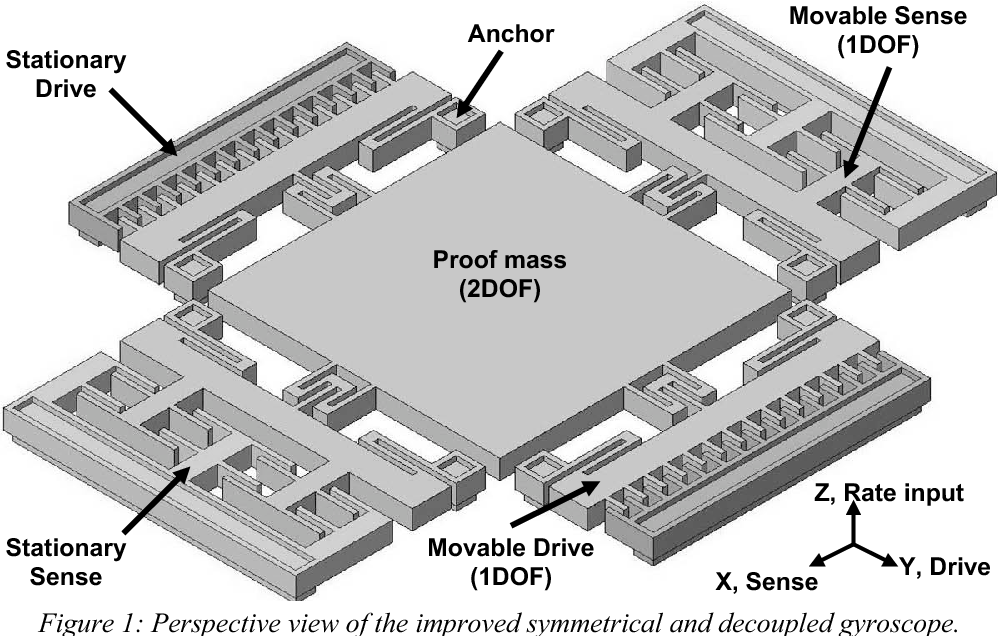 Anchor
Movable Sense
(1DOF)
Stationary
Drive
Proof mass
(2DOF)
Stationary
Sense
Movable Drive
(1DOF)
Z, Rate input
X, Sense
Y, Drive
Figure 1: Perspective view of the improved symmetrical and decoupled gyroscope.